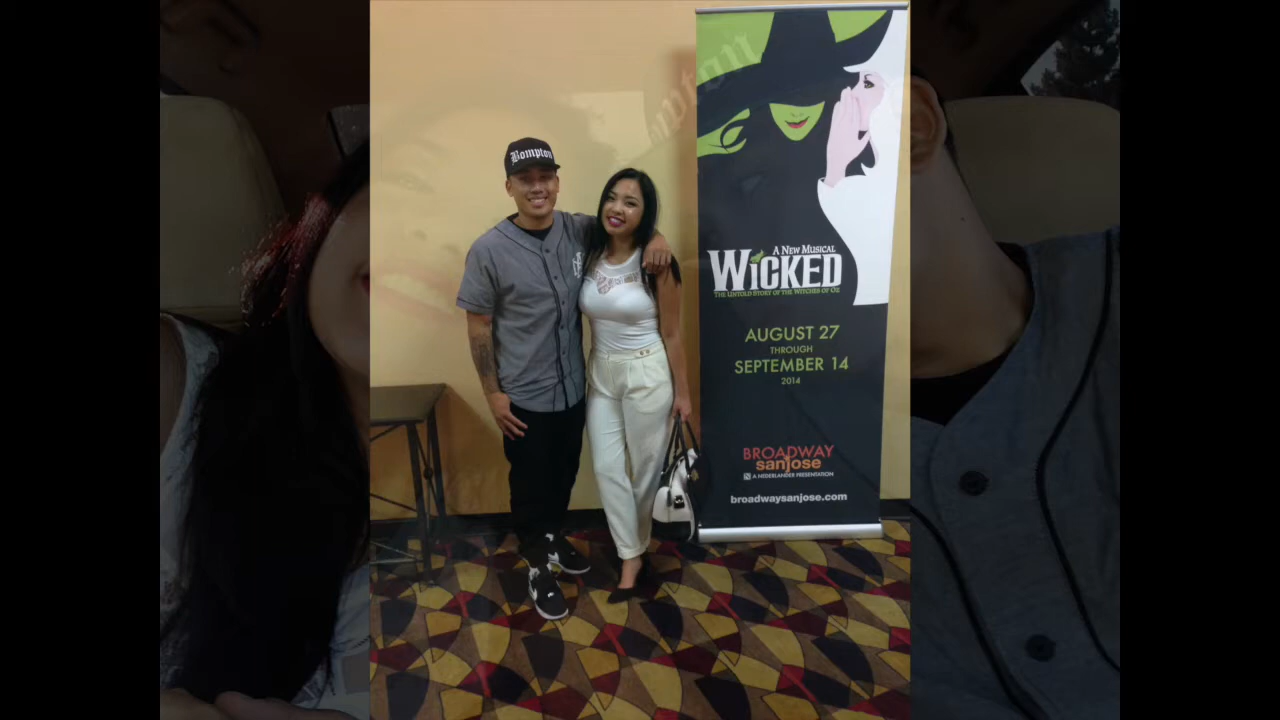 Bompton
A NEW MUSICAL
WICKED
THE UNTOLD STORY OF THE WITCHES OF OZ
AUGUST 27
THROUGH
SEPTEMBER 14
2014
BROADWAY
sanjose
A NEDERLANDER PRESENTATION
broadwaysanjose.com